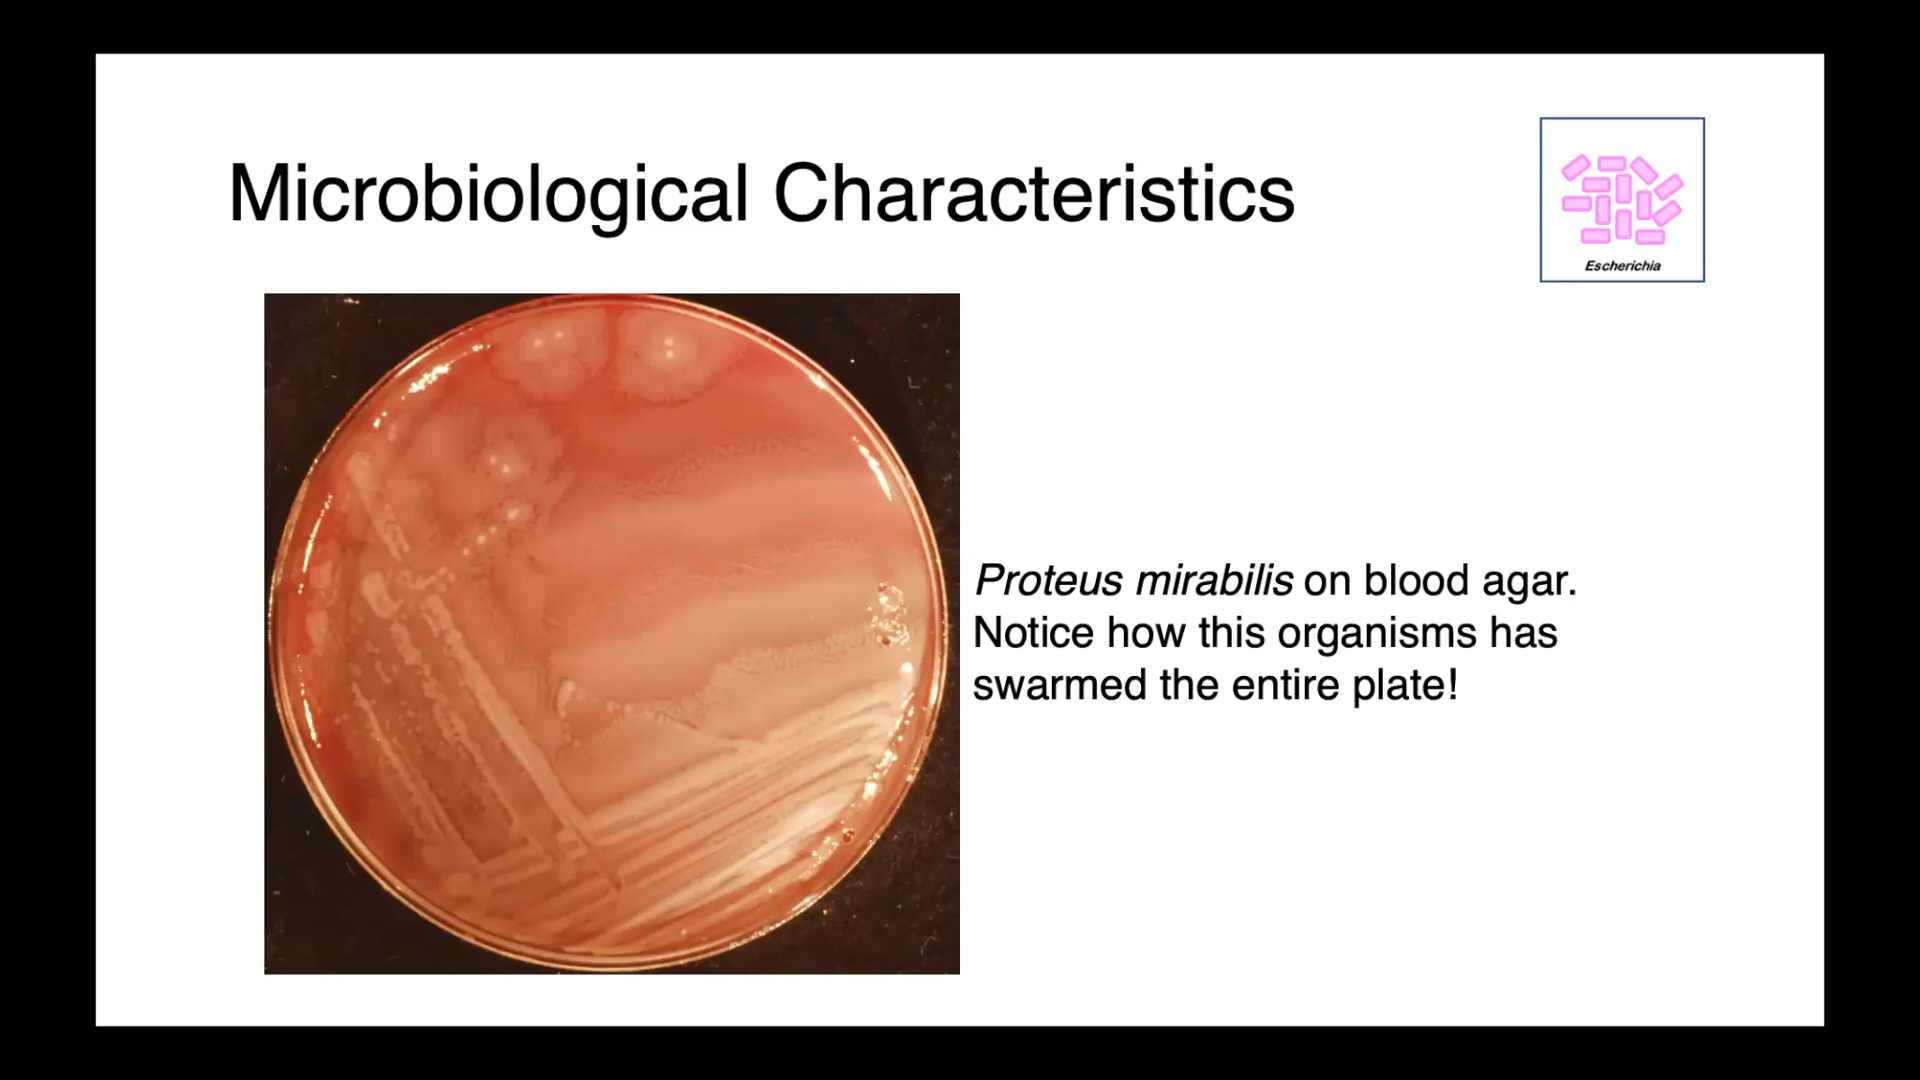 Microbiological Characteristics
Escherichia
Proteus mirabilis on blood agar.
Notice how this organisms has
swarmed the entire plate!